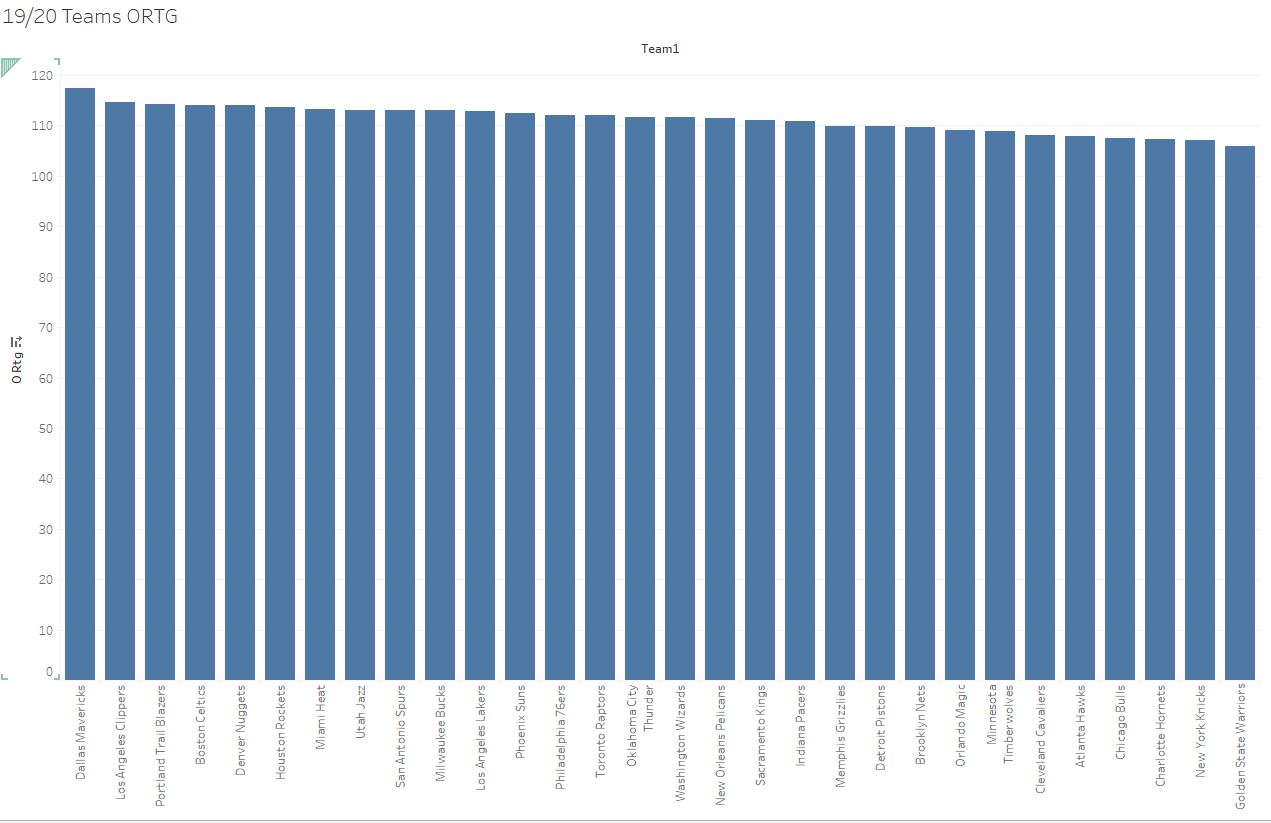 19/20 Teams ORTG
Team1
120
110
100
90
80
70
60
50
40
30
20
10
0
O Rtg
Dallas Mavericks
Los Angeles Clippers
Portland Trail Blazers
Boston Celtics
Denver Nuggets
Houston Rockets
Miami Heat
Utah Jazz
San Antonio Spurs
Milwaukee Bucks
Los Angeles Lakers
Phoenix Suns
Philadelphia 76ers
Toronto Raptors
Oklahoma City
Thunder
Washington Wizards
New Orleans Pelicans
Sacramento Kings
Indiana Pacers
Memphis Grizzlies
Detroit Pistons
Brooklyn Nets
Orlando Magic
Minnesota
Timberwolves
Cleveland Cavaliers
Atlanta Hawks
Chicago Bulls
Charlotte Hornets
New York Knicks
Golden State Warriors